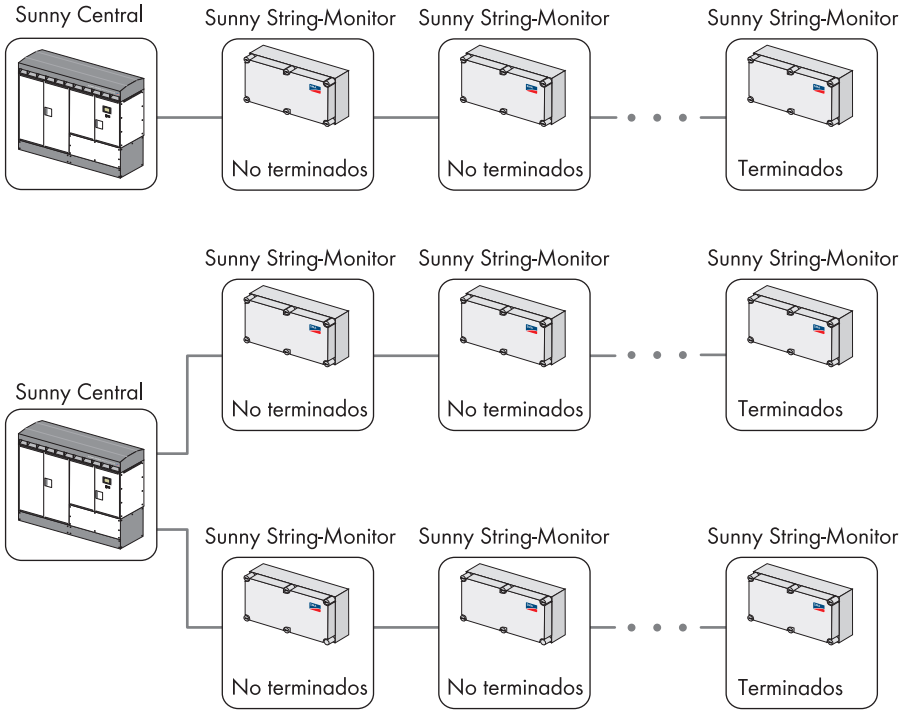 Sunny Central
Sunny String-Monitor
Sunny String-Monitor
Sunny String-Monitor
No terminados
No terminados
Terminados
Sunny String-Monitor
Sunny String-Monitor
Sunny String-Monitor
No terminados
No terminados
Terminados
Sunny Central
Sunny String-Monitor
Sunny String-Monitor
Sunny String-Monitor
No terminados
No terminados
Terminados